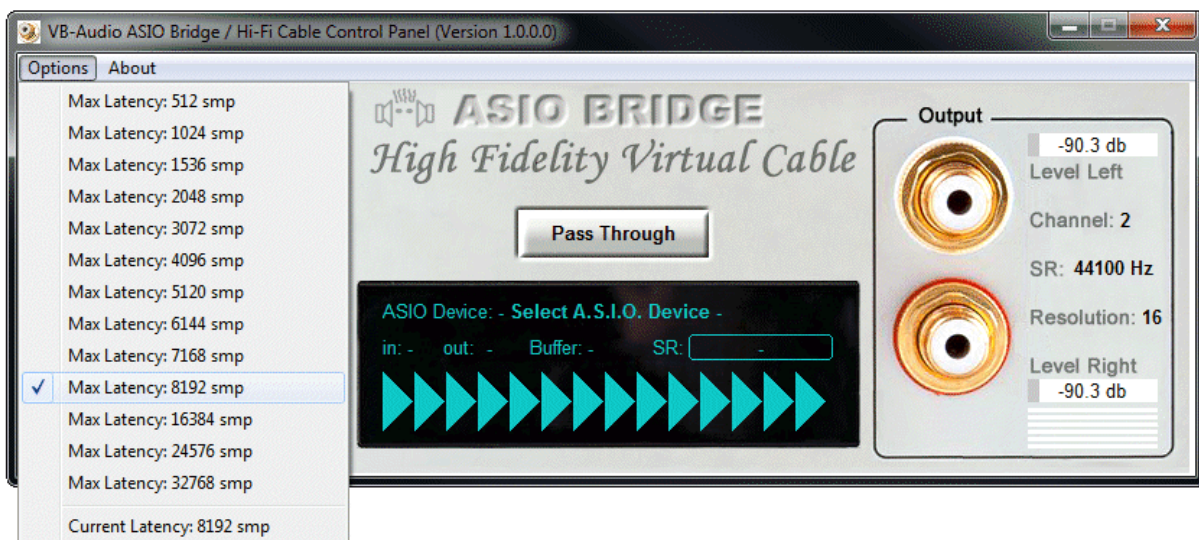 VB-Audio ASIO Bridge / Hi-Fi Cable Control Panel (Version 1.0.0.0)
Options About
Max Latency: 512 smp
Max Latency: 1024 smp
Max Latency: 1536 smp
Max Latency: 2048 smp
Max Latency: 3072 smp
Max Latency: 4096 smp
Max Latency: 5120 smp
Max Latency: 6144 smp
Max Latency: 7168 smp
✓ Max Latency: 8192 smp
Max Latency: 16384 smp
Max Latency: 24576 smp
Max Latency: 32768 smp
Current Latency: 8192 smp
ASIO BRIDGE
High Fidelity Virtual Cable
Pass Through
ASIO Device: - Select A.S.I.O. Device -
in: - out: - Buffer: - SR: -
Output
-90.3 db
Level Left
Channel: 2
SR: 44100 Hz
Resolution: 16
Level Right
-90.3 db